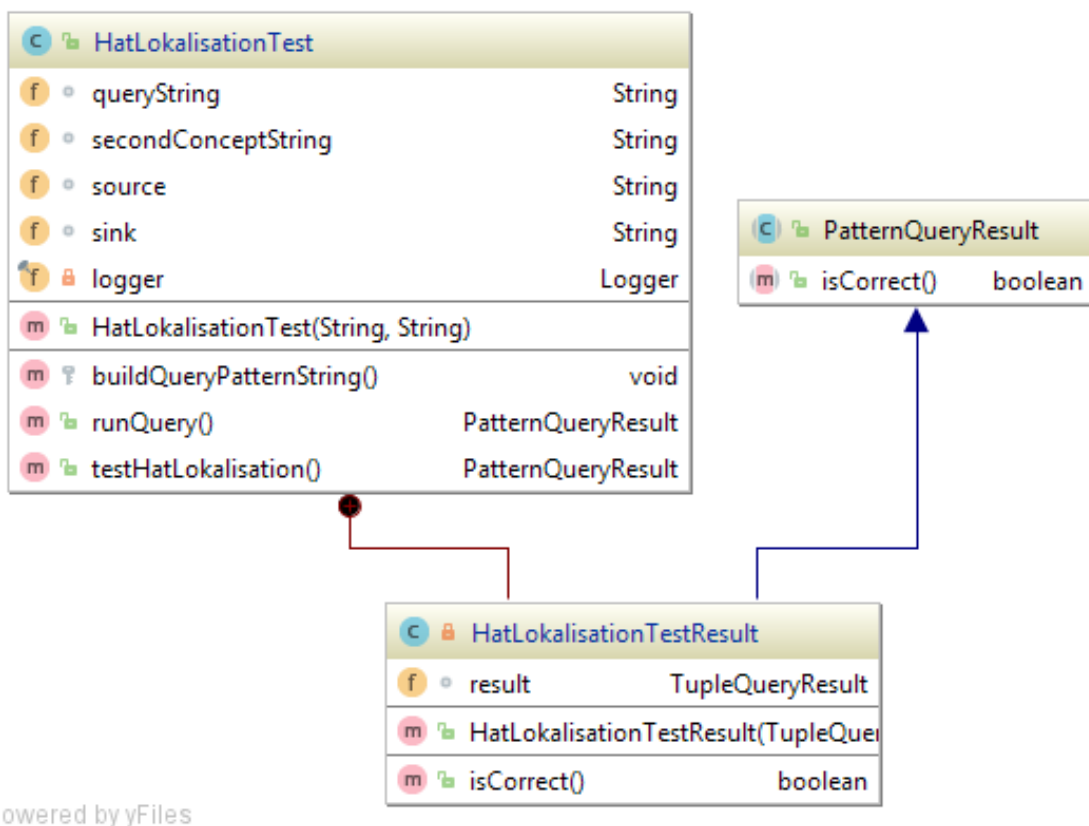 HatLokalisationTest
queryString String
secondConceptString String
source String
sink String
logger Logger
HatLokalisationTest(String, String)
buildQueryPatternString() void
runQuery() PatternQueryResult
testHatLokalisation() PatternQueryResult
PatternQueryResult
isCorrect() boolean
HatLokalisationTestResult
result TupleQueryResult
HatLokalisationTestResult(TupleQuer
isCorrect() boolean
owered by yFiles